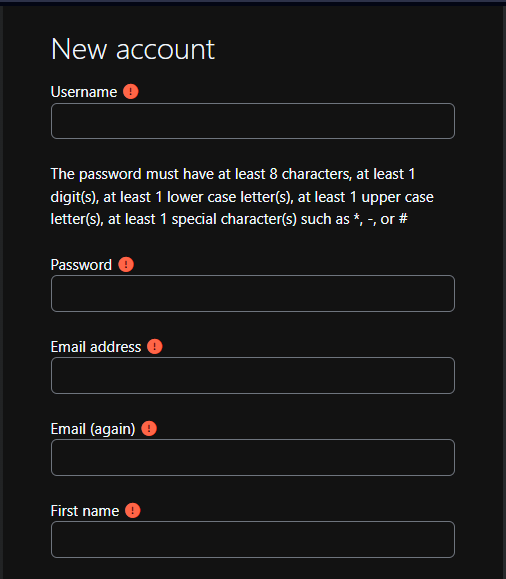 New account
Username
The password must have at least 8 characters, at least 1
digit(s), at least 1 lower case letter(s), at least 1 upper case
letter(s), at least 1 special character(s) such as *, -, or #
Password
Email address
Email (again)
First name